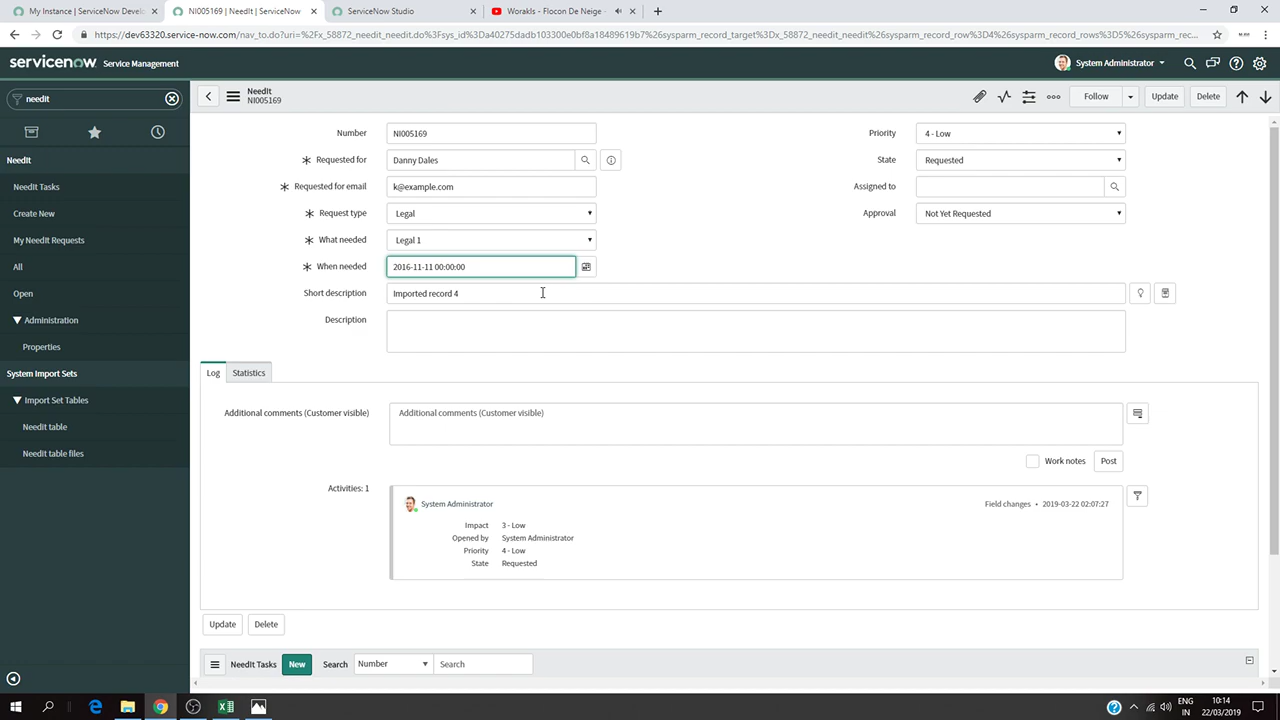 My Instance | ServiceNow Devel
NI005169 | NeedIt | ServiceNow
ServiceNow Studio
Worakls - Flocon De Neige -
https://dev63320.service-now.com/nav_to.do?uri=%2Fx_58872_needit_needit.do%3Fsys_id%3Da40275dadb103300e0bf8a18489619b7%26sysparm_record_target%3Dx_58872_needit_needit%26sysparm_record_row%3D4%26sysparm_record_rows%3D5%26sysparm_rec...
servicenow Service Management
System Administrator
needit
NeedIt
NeedIt Tasks
Create New
My NeedIt Requests
All
Open
Administration
Properties
System Import Sets
Import Set Tables
Needit table
Needit table files
NeedIt
NI005169
Follow
Update
Delete
Number NI005169
Requested for Danny Dales
Requested for email k@example.com
Request type Legal
What needed Legal 1
When needed 2016-11-11 00:00:00
Short description Imported record 4
Description
Priority 4 - Low
State Requested
Assigned to
Approval Not Yet Requested
Log Statistics
Additional comments (Customer visible) Additional comments (Customer visible)
Work notes Post
Activities: 1
System Administrator Field changes • 2019-03-22 02:07:27
Impact 3 - Low
Opened by System Administrator
Priority 4 - Low
State Requested
Update Delete
NeedIt Tasks New Search Number Search
ENG 10:14
IN 22/03/2019